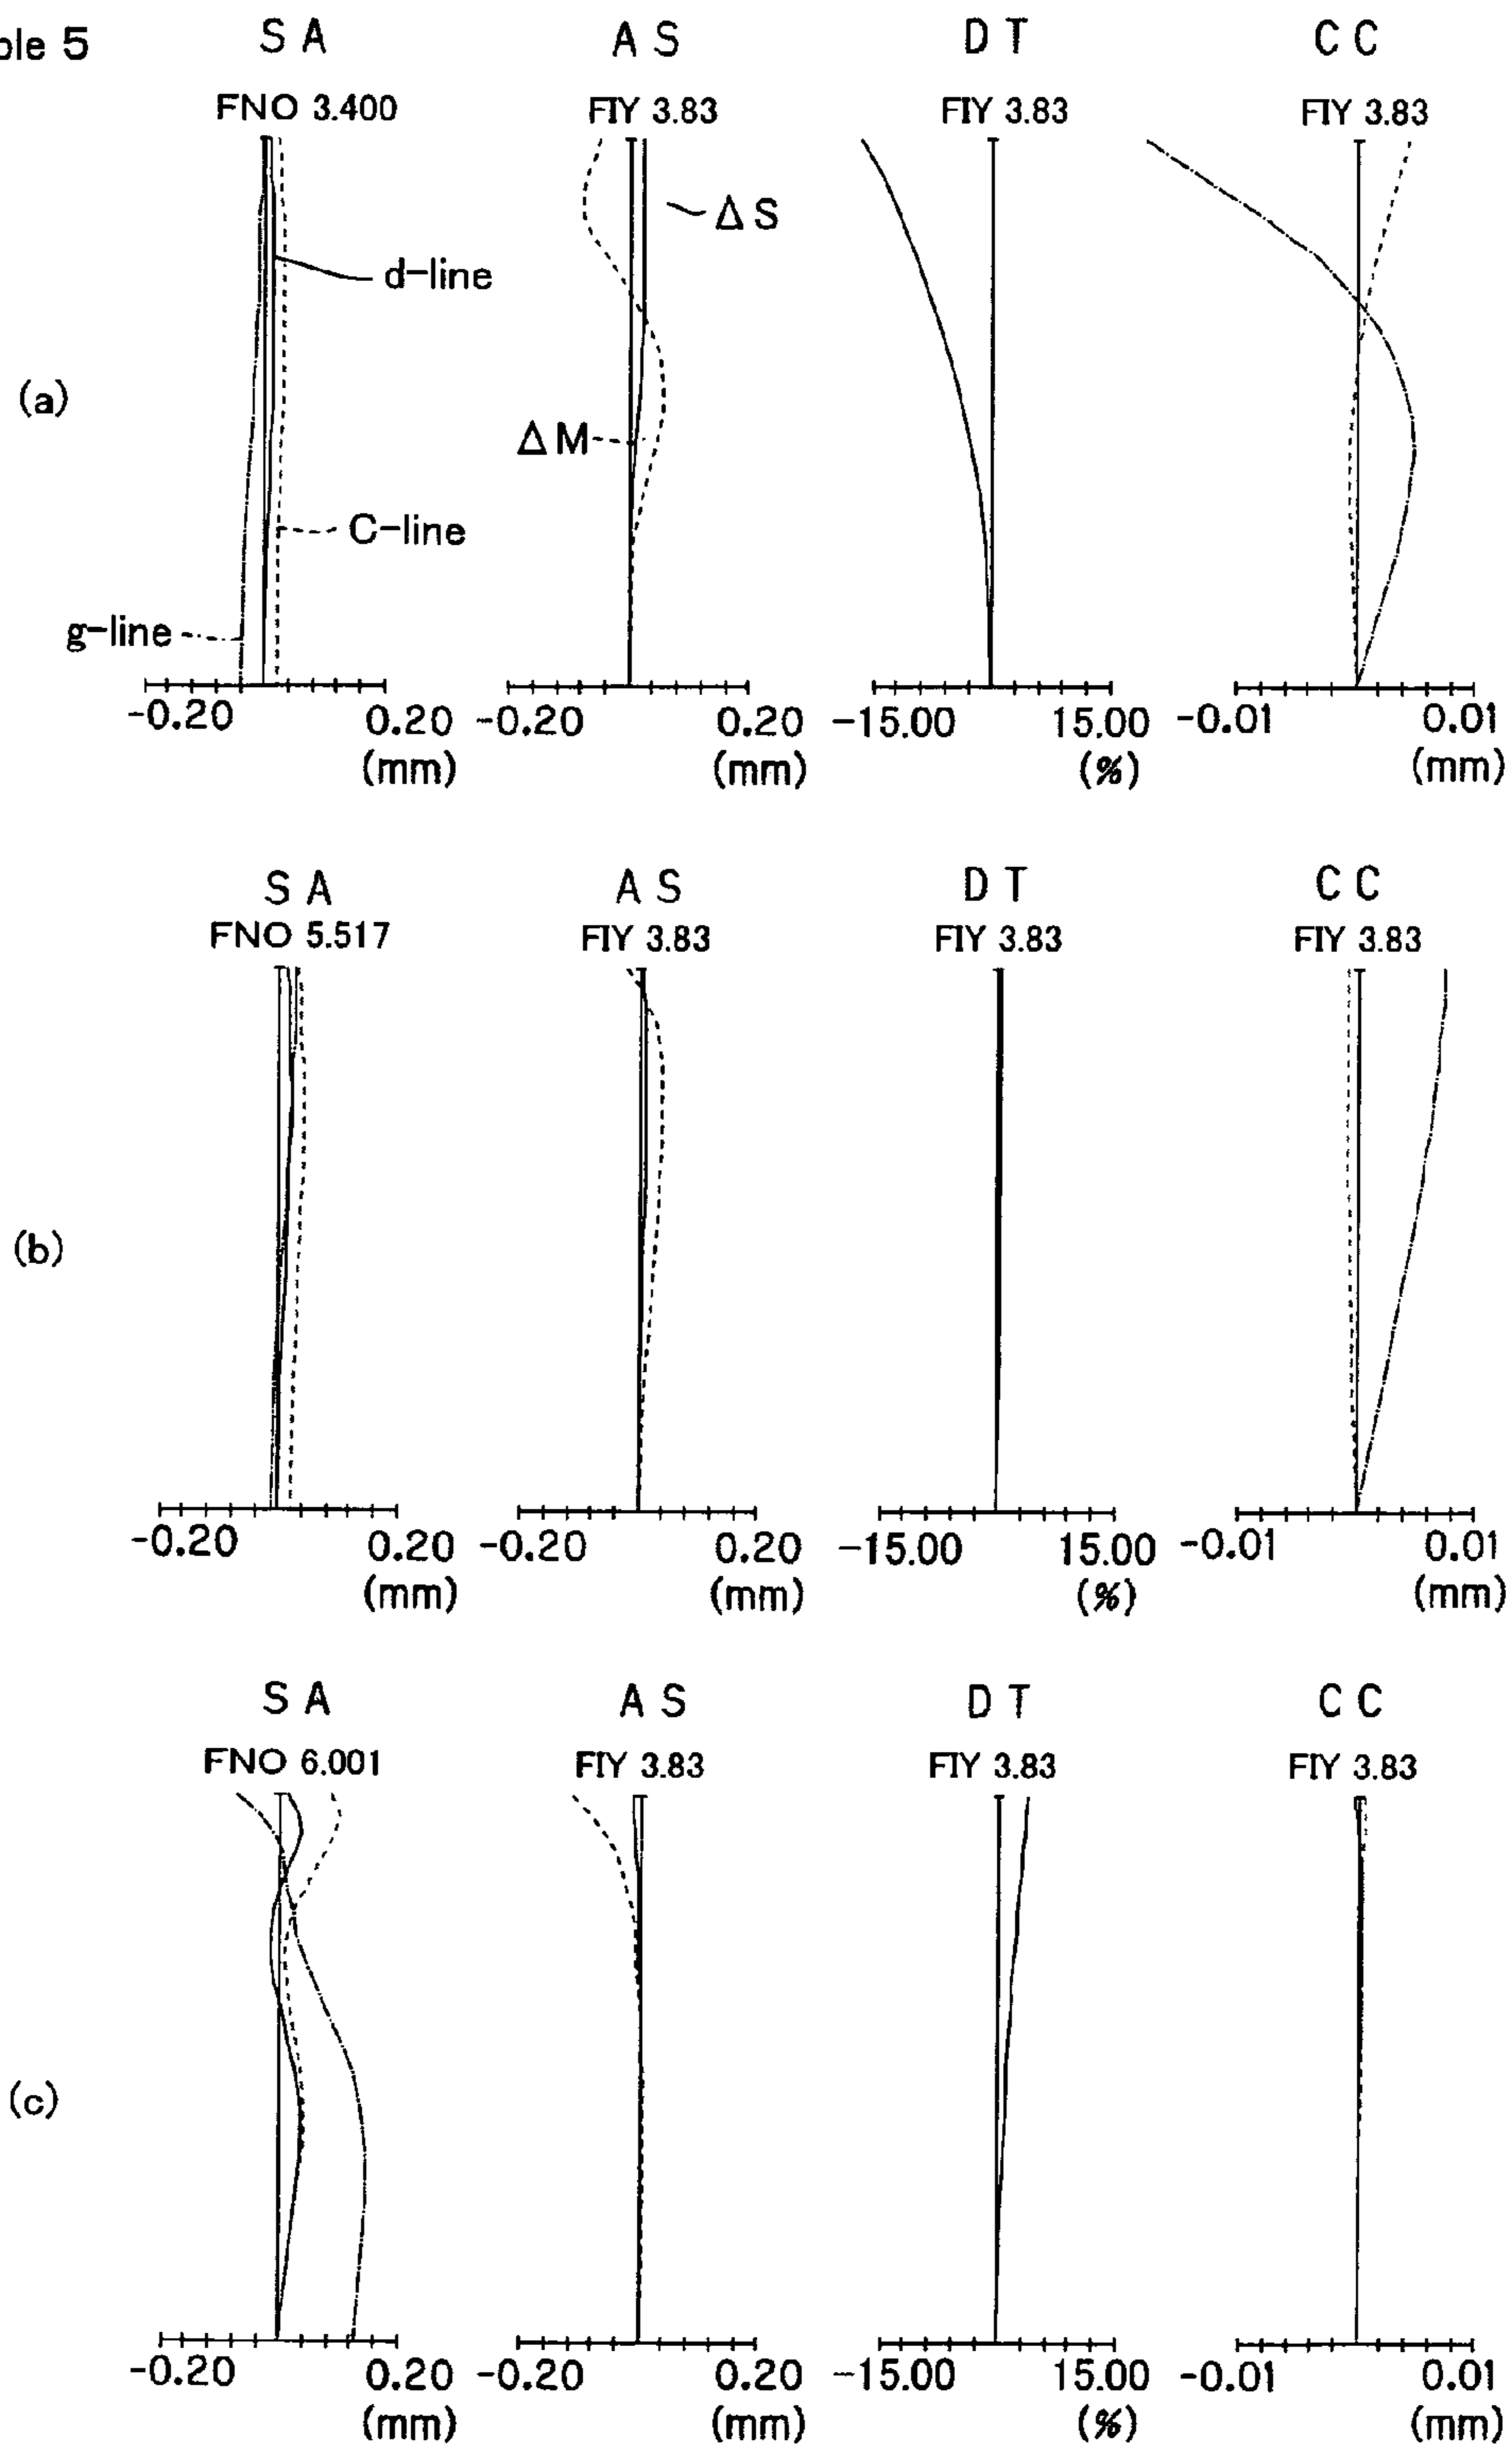 ple 5
S A
A S
D T
C C
FNO 3.400
FIY 3.83
FIY 3.83
FIY 3.83
ΔS
d-line
(a)
ΔM
C-line
g-line
-0.20 0.20 -0.20 0.20 -15.00 15.00 -0.01 0.01
(mm) (mm) (%) (mm)
S A
A S
D T
C C
FNO 5.517
FIY 3.83
FIY 3.83
FIY 3.83
(b)
-0.20 0.20 -0.20 0.20 -15.00 15.00 -0.01 0.01
(mm) (mm) (%) (mm)
S A
A S
D T
C C
FNO 6.001
FIY 3.83
FIY 3.83
FIY 3.83
(c)
-0.20 0.20 -0.20 0.20 -15.00 15.00 -0.01 0.01
(mm) (mm) (%) (mm)